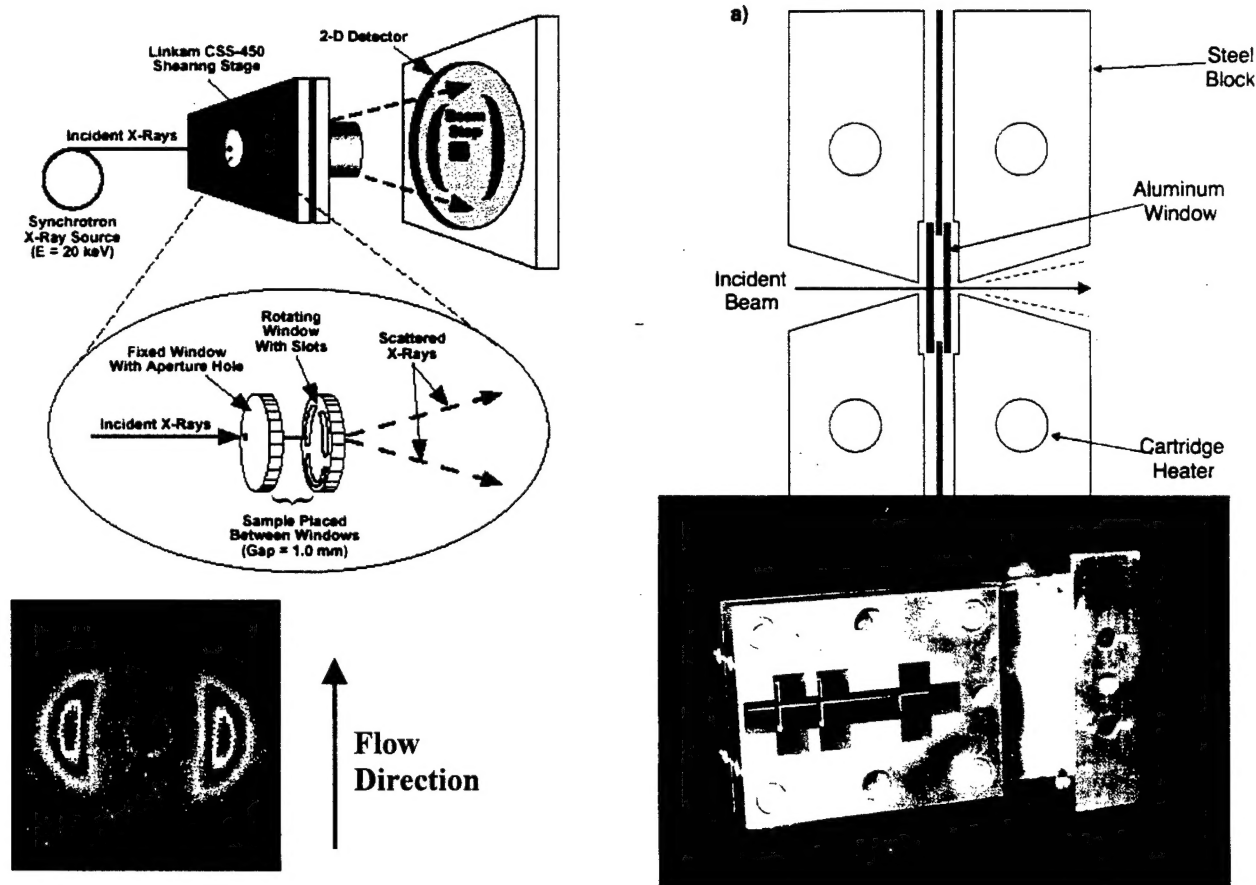 2-D Detector
Linkam CSS-450
Shearing Stage
Beam
Stop
Incident X-Rays
Synchrotron
X-Ray Source
(E = 20 keV)
Rotating
Window
With Slots
Scattered
X-Rays
Fixed Window
With Aperture Hole
Incident X-Rays
Sample Placed
Between Windows
(Gap = 1.0 mm)
Flow
Direction
a)
Steel
Block
Aluminum
Window
Incident
Beam
Cartridge
Heater